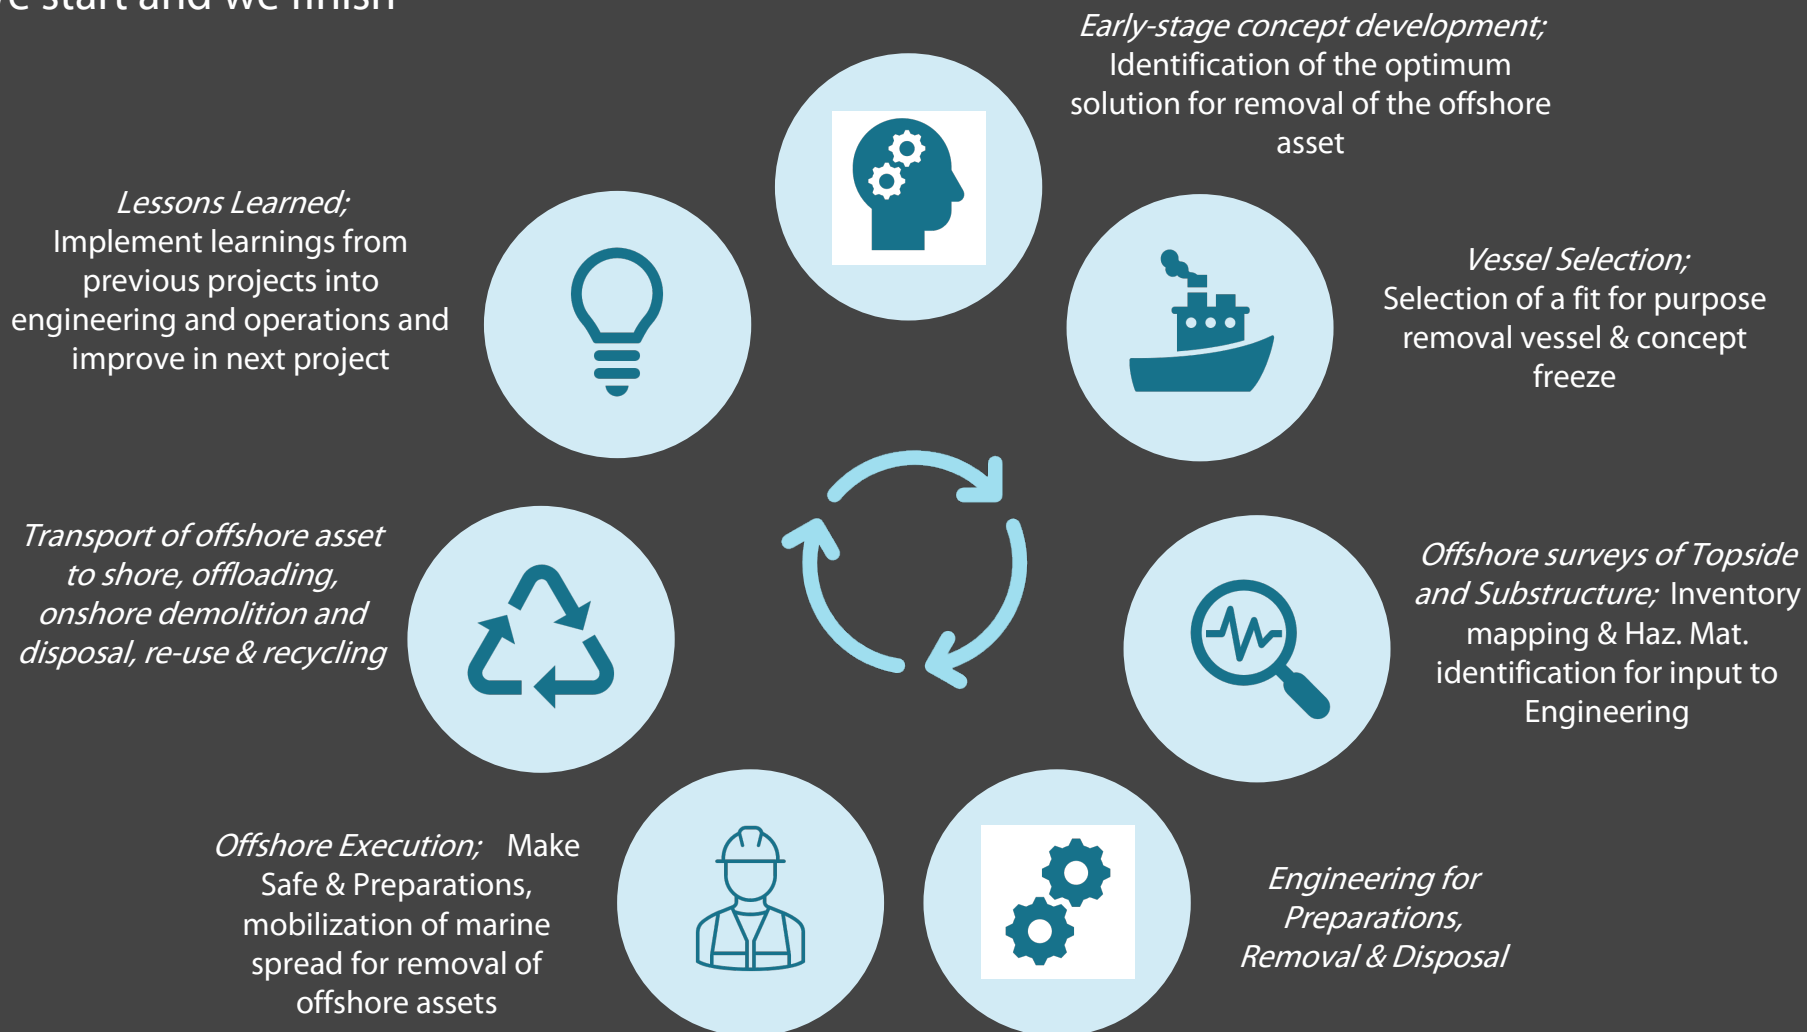 start and we finish
Early-stage concept development;
Identification of the optimum
solution for removal of the offshore
asset
Vessel Selection;
Selection of a fit for purpose
removal vessel & concept
freeze
Offshore surveys of Topside
and Substructure; Inventory
mapping & Haz. Mat.
identification for input to
Engineering
Engineering for
Preparations,
Removal & Disposal
Offshore Execution; Make
Safe & Preparations,
mobilization of marine
spread for removal of
offshore assets
Transport of offshore asset
to shore, offloading,
onshore demolition and
disposal, re-use & recycling
Lessons Learned;
Implement learnings from
previous projects into
engineering and operations and
improve in next project